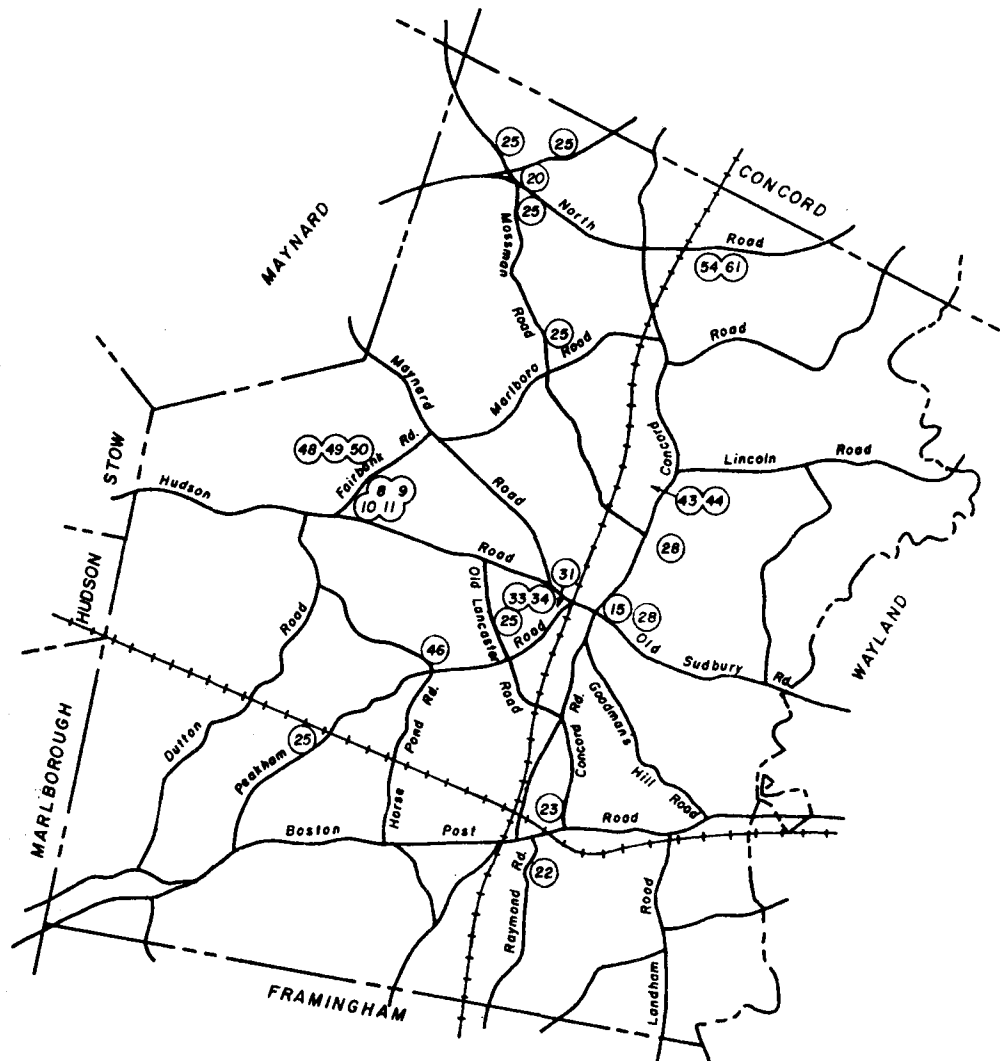 CONCORD
25
25
20
25
North
Road
54 61
MAYNARD
Mossman
Road
25
Marlboro Road
Road
Maynard
Road
Concord
STOW
48 49 50
Fairbank Rd.
8 9
10 11
Hudson
Road
Lincoln Road
43 44
28
HUDSON
31
33 34
25
Old Lancaster Road
Road
15 28
Old Sudbury Rd.
WAYLAND
46
Road
Dutton
MARLBOROUGH
25
Peakham
Horse Pond Rd.
Concord Rd.
Goodman's Hill Road
23
Boston Post Road
22
Raymond Rd.
Landham Road
FRAMINGHAM